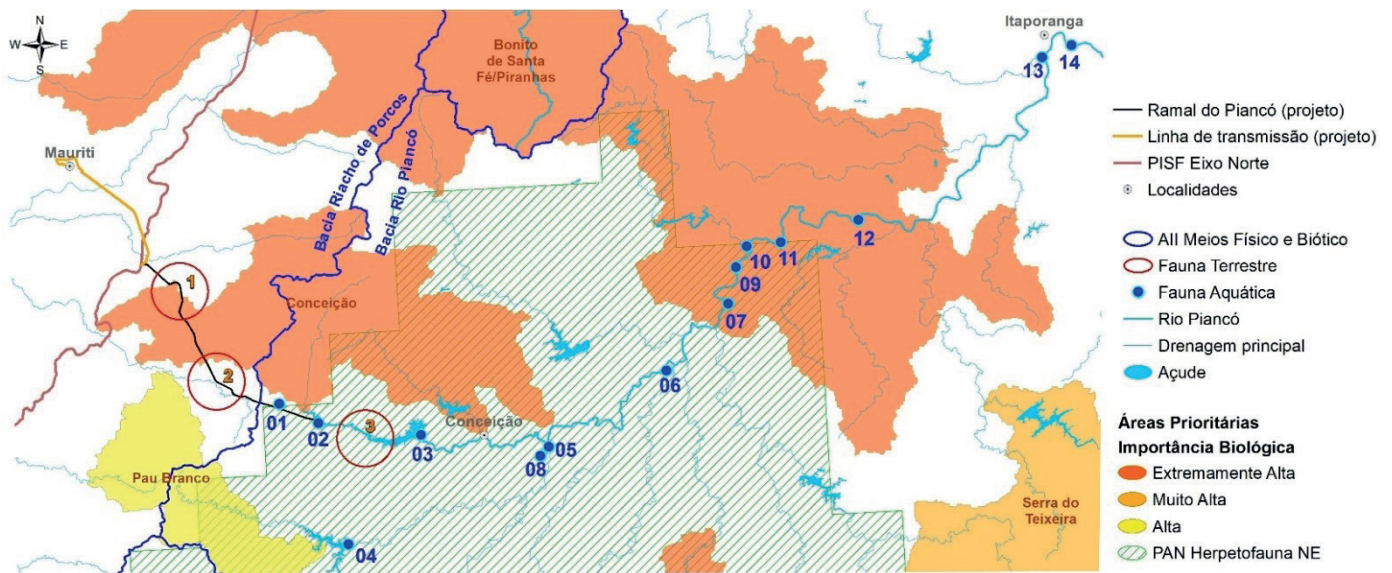 N
W E
S
Itaporanga
13
14
Bonito
de Santa
Fé/Piranhas
Mauriti
Bacia Riacho de Porcos
Bacia Rio Piancó
12
11
10
09
07
1
Conceição
2
06
01
02
3
03
Conceição
05
08
Pau Branco
04
Serra do
Teixeira
Ramal do Piancó (projeto)
Linha de transmissão (projeto)
PISF Eixo Norte
Localidades
AII Meios Físico e Biótico
Fauna Terrestre
Fauna Aquática
Rio Piancó
Drenagem principal
Açude
Áreas Prioritárias
Importância Biológica
Extremamente Alta
Muito Alta
Alta
PAN Herpetofauna NE